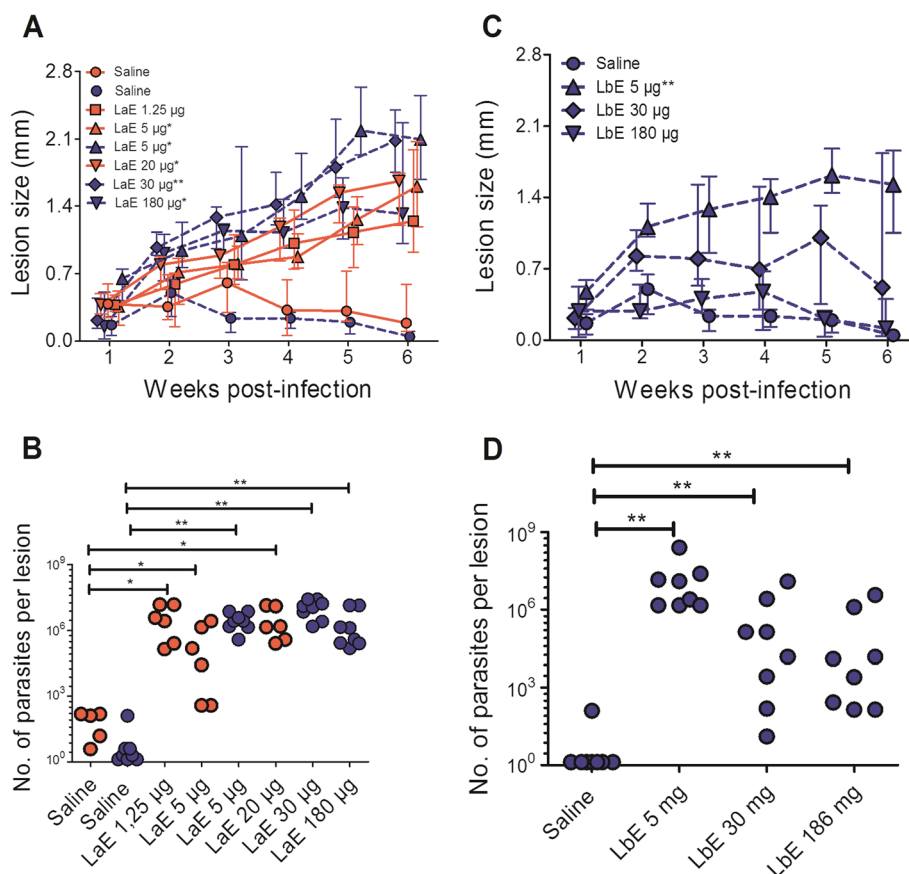 A
Lesion size (mm)
2.8
2.1
1.4
0.7
0.0
Saline
Saline
LaE 1.25 µg
LaE 5 µg*
LaE 5 µg*
LaE 20 µg*
LaE 30 µg**
LaE 180 µg*
1 2 3 4 5 6
Weeks post-infection
C
Lesion size (mm)
2.8
2.1
1.4
0.7
0.0
Saline
LbE 5 µg**
LbE 30 µg
LbE 180 µg
1 2 3 4 5 6
Weeks post-infection
B
No. of parasites per lesion
**
**
**
*
*
*
10⁹
10⁶
10³
10⁰
Saline
Saline
LaE 1,25 µg
LaE 5 µg
LaE 5 µg
LaE 20 µg
LaE 30 µg
LaE 180 µg
D
No. of parasites per lesion
**
**
**
10⁹
10⁶
10³
10⁰
Saline
LbE 5 mg
LbE 30 mg
LbE 186 mg